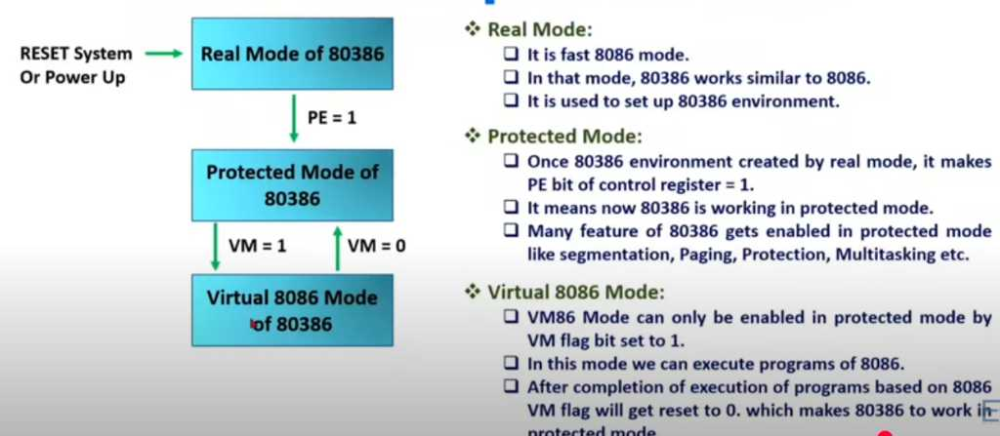 RESET System
Or Power Up
Real Mode of 80386
PE = 1
Protected Mode of
80386
VM = 1
VM = 0
Virtual 8086 Mode
of 80386
❖ Real Mode:
❑ It is fast 8086 mode.
❑ In that mode, 80386 works similar to 8086.
❑ It is used to set up 80386 environment.
❖ Protected Mode:
❑ Once 80386 environment created by real mode, it makes
PE bit of control register = 1.
❑ It means now 80386 is working in protected mode.
❑ Many feature of 80386 gets enabled in protected mode
like segmentation, Paging, Protection, Multitasking etc.
❖ Virtual 8086 Mode:
❑ VM86 Mode can only be enabled in protected mode by
VM flag bit set to 1.
❑ In this mode we can execute programs of 8086.
❑ After completion of execution of programs based on 8086
VM flag will get reset to 0. which makes 80386 to work in
protected mode